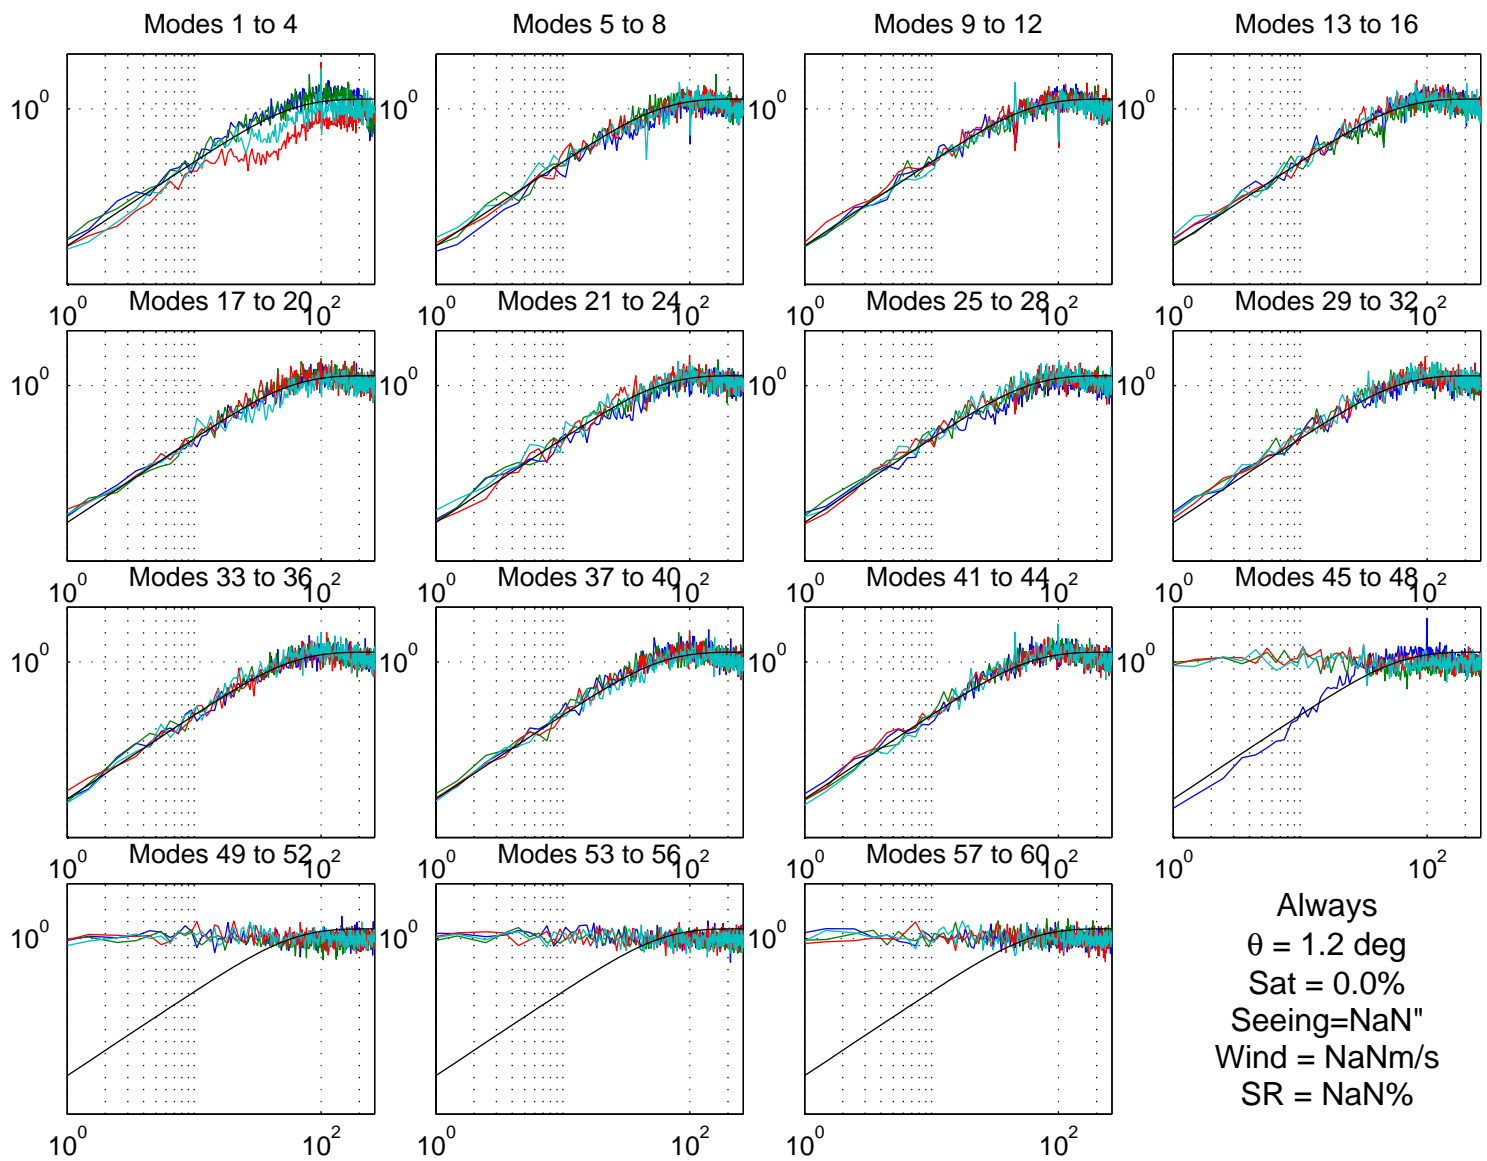 Modes 1 to 4
Modes 5 to 8
Modes 9 to 12
Modes 13 to 16
10⁰
10⁰
10⁰
10⁰
10⁰
10²
10⁰
10²
10⁰
10²
10⁰
10²
Modes 17 to 20
Modes 21 to 24
Modes 25 to 28
Modes 29 to 32
10⁰
10⁰
10⁰
10⁰
10⁰
10²
10⁰
10²
10⁰
10²
10⁰
10²
Modes 33 to 36
Modes 37 to 40
Modes 41 to 44
Modes 45 to 48
10⁰
10⁰
10⁰
10⁰
10⁰
10²
10⁰
10²
10⁰
10²
10⁰
10²
Modes 49 to 52
Modes 53 to 56
Modes 57 to 60
10⁰
10⁰
10⁰
10⁰
10²
10⁰
10²
10⁰
10²
Always
θ = 1.2 deg
Sat = 0.0%
Seeing=NaN"
Wind = NaNm/s
SR = NaN%